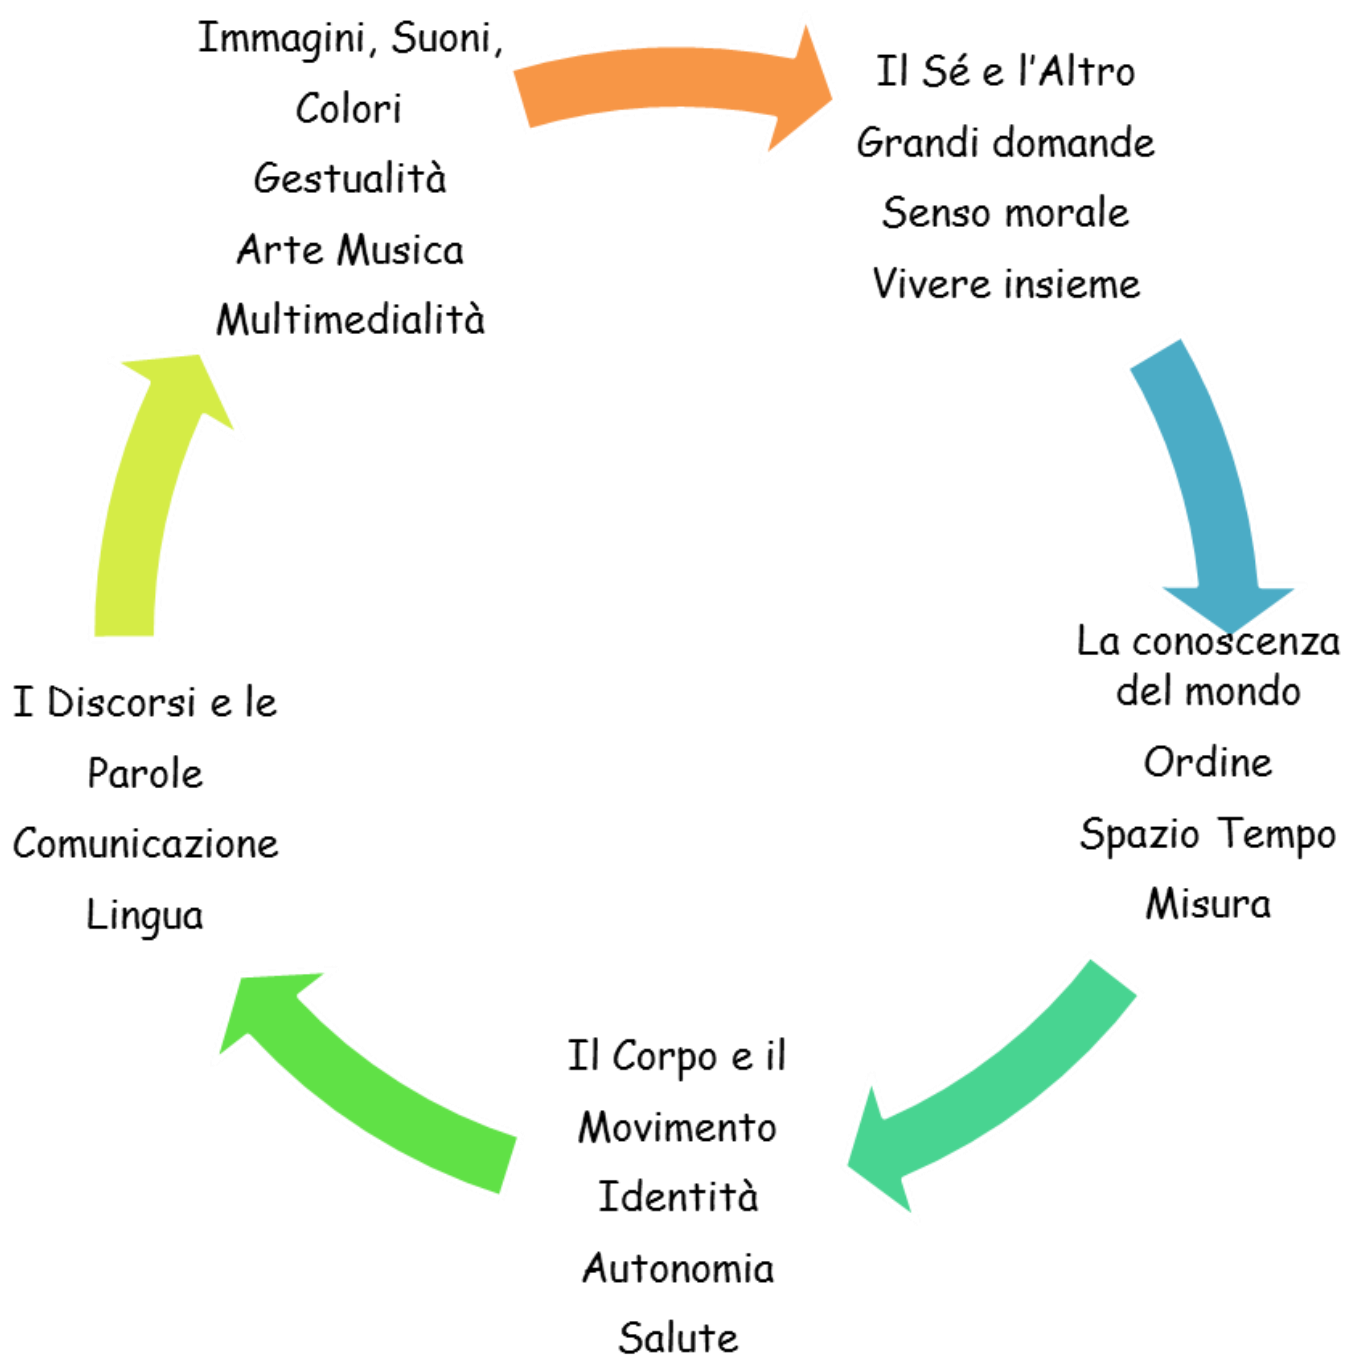 Immagini, Suoni,
Colori
Gestualità
Arte Musica
Multimedialità
Il Sé e l'Altro
Grandi domande
Senso morale
Vivere insieme
La conoscenza
del mondo
Ordine
Spazio Tempo
Misura
Il Corpo e il
Movimento
Identità
Autonomia
Salute
I Discorsi e le
Parole
Comunicazione
Lingua